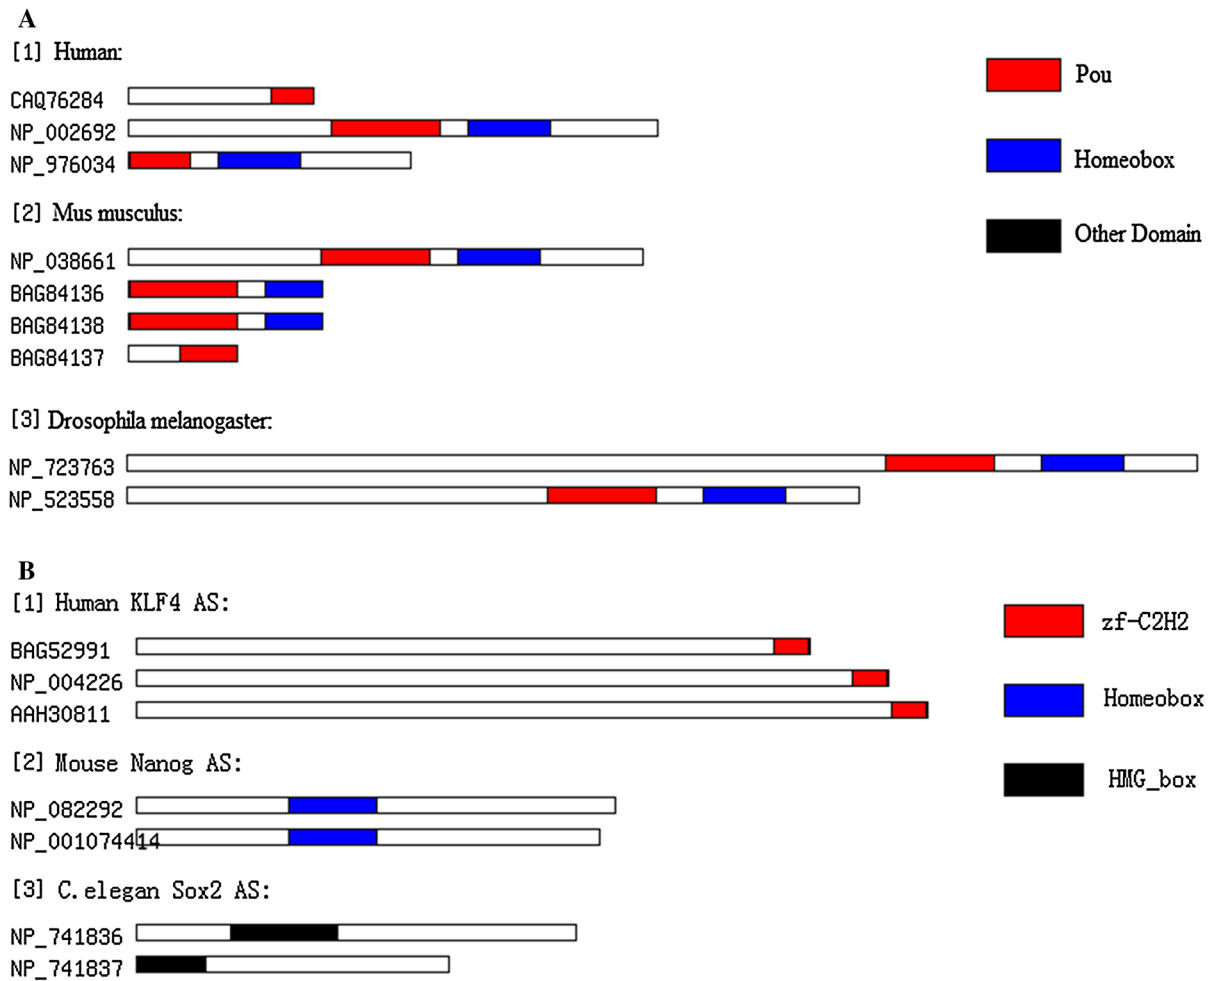 A
[1] Human:
CAQ76284
NP_002692
NP_976034
[2] Mus musculus:
NP_038661
BAG84136
BAG84138
BAG84137
[3] Drosophila melanogaster:
NP_723763
NP_523558
Pou
Homeobox
Other Domain
B
[1] Human KLF4 AS:
BAG52991
NP_004226
AAH30811
[2] Mouse Nanog AS:
NP_082292
NP_001074414
[3] C.elegan Sox2 AS:
NP_741836
NP_741837
zf-C2H2
Homeobox
HMG_box